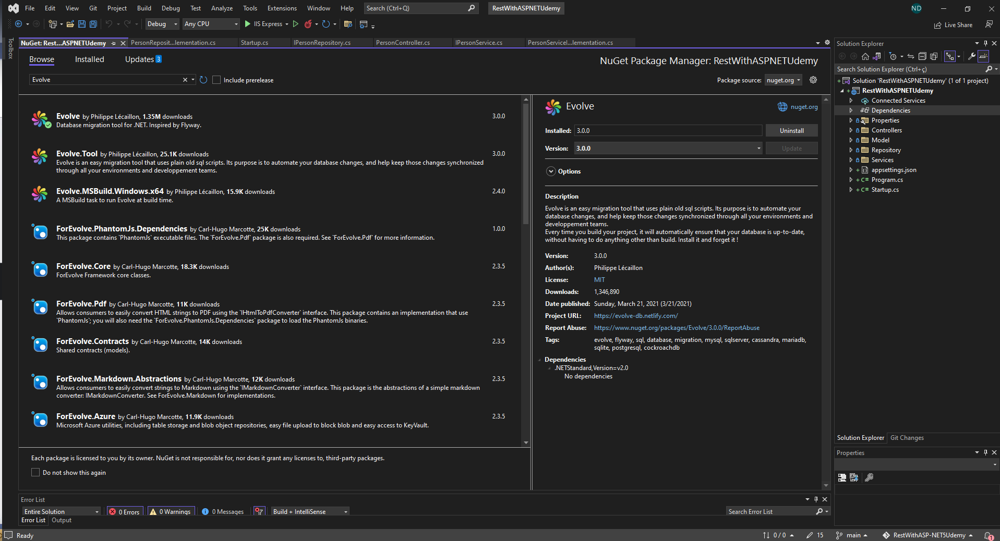 File Edit View Git Project Build Debug Test Analyze Tools Extensions Window Help Search (Ctrl+Q) RestWithASPNETUdemy ND
Debug Any CPU IIS Express Live Share
Toolbox
NuGet: Rest...ASPNETUdemy PersonReposit...lementation.cs Startup.cs IPersonRepository.cs PersonController.cs IPersonService.cs PersonServiceI...lementation.cs
Browse Installed Updates 3
NuGet Package Manager: RestWithASPNETUdemy
Evolve Include prerelease
Package source: nuget.org
Evolve by Philippe Lécaillon, 1.35M downloads 3.0.0
Database migration tool for .NET. Inspired by Flyway.
Evolve.Tool by Philippe Lécaillon, 25.1K downloads 3.0.0
Evolve is an easy migration tool that uses plain old sql scripts. Its purpose is to automate your database changes, and help keep those changes synchronized
through all your environments and developpement teams.
Evolve.MSBuild.Windows.x64 by Philippe Lécaillon, 15.9K downloads 2.4.0
A MSBuild task to run Evolve at build time.
ForEvolve.PhantomJs.Dependencies by Carl-Hugo Marcotte, 25K downloads 1.0.0
This package contains `PhantomJs` executable files. The `ForEvolve.Pdf` package is also required. See `ForEvolve.Pdf` for more information.
ForEvolve.Core by Carl-Hugo Marcotte, 18.3K downloads 2.3.5
ForEvolve Framework core classes.
ForEvolve.Pdf by Carl-Hugo Marcotte, 11K downloads 2.3.5
Allows consumers to easily convert HTML strings to PDF using the `IHtmlToPdfConverter` interface. This package contains an implementation that use
`PhantomJs`; you will also need the `ForEvolve.PhantomJs.Dependencies` package to load the PhantomJs binaries.
ForEvolve.Contracts by Carl-Hugo Marcotte, 14K downloads 2.3.5
Shared contracts (models).
ForEvolve.Markdown.Abstractions by Carl-Hugo Marcotte, 12K downloads 2.3.5
Allows consumers to easily convert strings to Markdown using the `IMarkdownConverter` interface. This package is the abstractions of a simple markdown
converter: IMarkdownConverter. See ForEvolve.Markdown for implementations.
ForEvolve.Azure by Carl-Hugo Marcotte, 11.9K downloads 2.3.5
Microsoft Azure utilities, including table storage and blob object repositories, easy file upload to block blob and easy access to KeyVault.
Each package is licensed to you by its owner. NuGet is not responsible for, nor does it grant any licenses to, third-party packages.
Do not show this again
Evolve nuget.org
Installed: 3.0.0 Uninstall
Version: 3.0.0 Update
Options
Description
Evolve is an easy migration tool that uses plain old sql scripts. Its purpose is to automate your
database changes, and help keep those changes synchronized through all your environments and
developpement teams.
Every time you build your project, it will automatically ensure that your database is up-to-date,
without having to do anything other than build. Install it and forget it !
Version: 3.0.0
Author(s): Philippe Lécaillon
License: MIT
Downloads: 1,346,890
Date published: Sunday, March 21, 2021 (3/21/2021)
Project URL: https://evolve-db.netlify.com/
Report Abuse: https://www.nuget.org/packages/Evolve/3.0.0/ReportAbuse
Tags: evolve, flyway, sql, database, migration, mysql, sqlserver, cassandra, mariadb,
sqlite, postgresql, cockroachdb
Dependencies
.NETStandard,Version=v2.0
No dependencies
Solution Explorer
Search Solution Explorer (Ctrl+ç)
Solution 'RestWithASPNETUdemy' (1 of 1 project)
RestWithASPNETUdemy
Connected Services
Dependencies
Properties
Controllers
Model
Repository
Services
appsettings.json
C# Program.cs
C# Startup.cs
Solution Explorer Git Changes
Properties
Error List
Entire Solution 0 Errors 0 Warnings 0 Messages Build + IntelliSense Search Error List
Error List Output
Ready 0 / 0 15 main RestWithASP-NET5Udemy 1